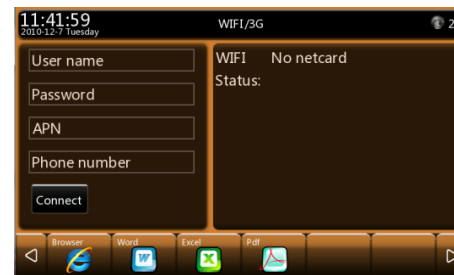 11:41:59
2010-12-7 Tuesday
WIFI/3G
2
User name
Password
APN
Phone number
Connect
WIFI No netcard
Status:
Browser Word Excel Pdf